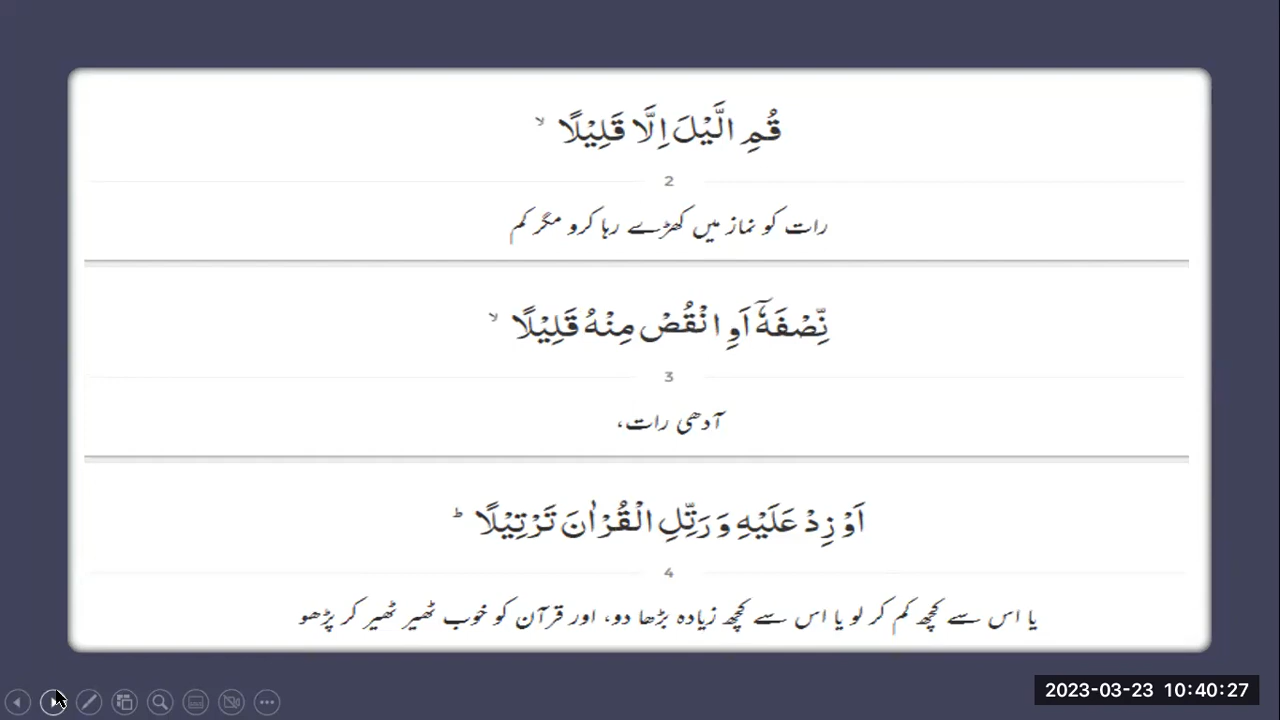 قُمِ الَّيْلَ اِلَّا قَلِيْلًا ۙ
2
رات کو نماز میں کھڑے رہا کرو مگر کم
نِّصْفَهٗۤ اَوِ انْقُصْ مِنْهُ قَلِيْلًا ۙ
3
آدھی رات،
اَوْ زِدْ عَلَيْهِ وَ رَتِّلِ الْقُرْاٰنَ تَرْتِيْلًا ؕ
4
یا اس سے کچھ کم کر لو یا اس سے کچھ زیادہ بڑھا دو، اور قرآن کو خوب ٹھیر ٹھیر کر پڑھو
2023-03-23 10:40:27